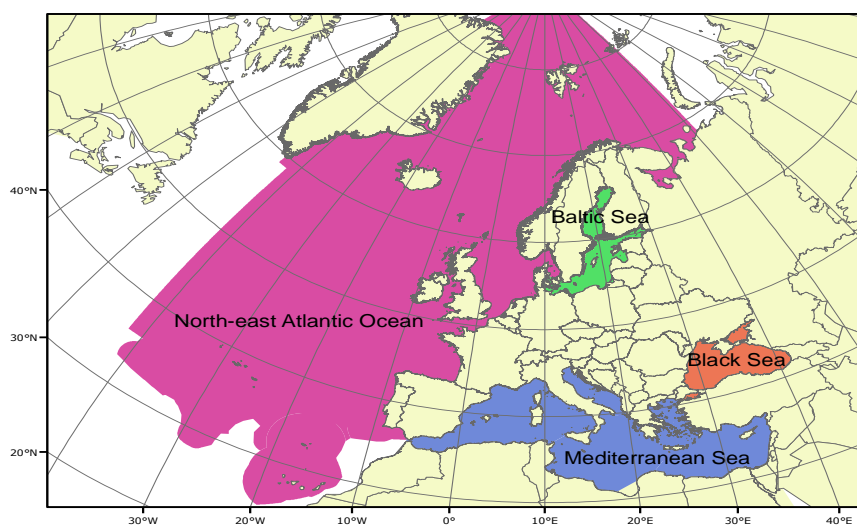 40°N
Baltic Sea
North-east Atlantic Ocean
30°N
Black Sea
20°N
Mediterranean Sea
30°W 20°W 10°W 0° 10°E 20°E 30°E 40°E